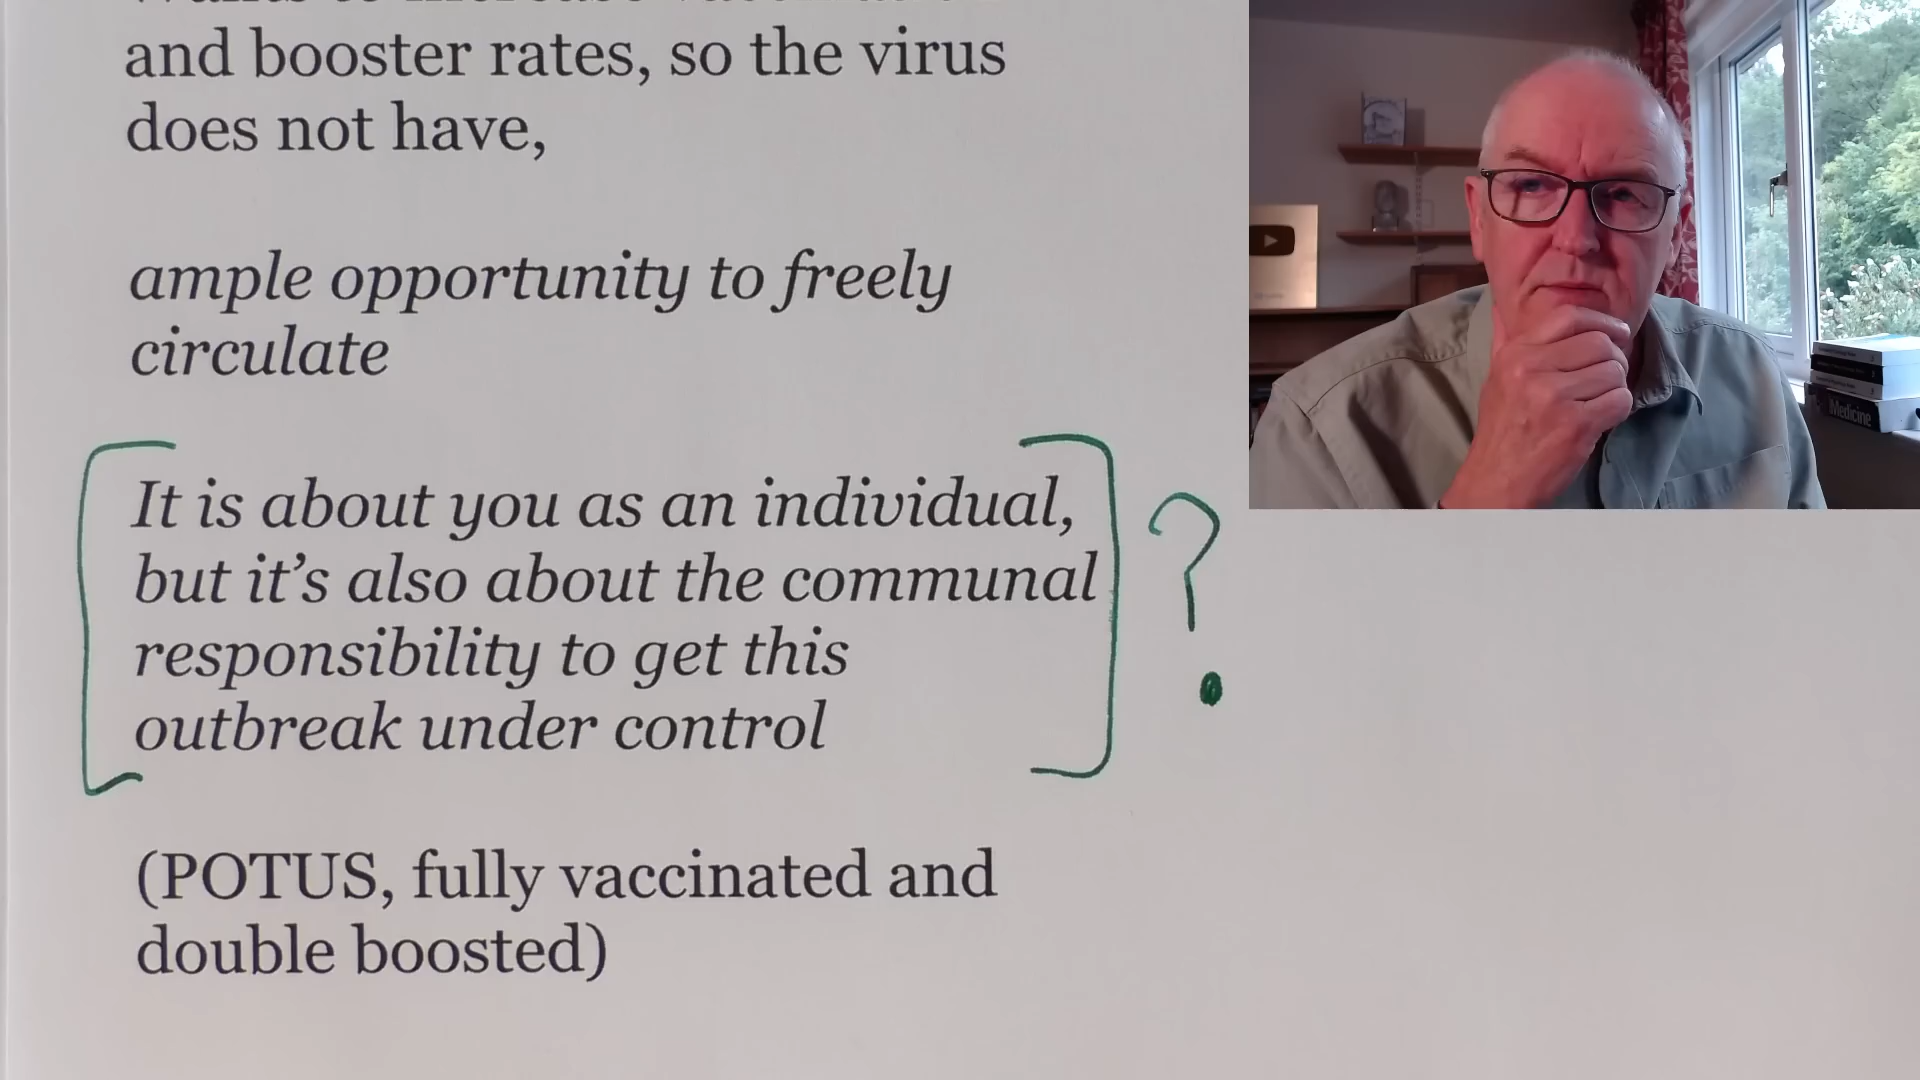 and booster rates, so the virus
does not have,
ample opportunity to freely
circulate
It is about you as an individual,
but it's also about the communal
responsibility to get this
outbreak under control
?
(POTUS, fully vaccinated and
double boosted)
Medicine